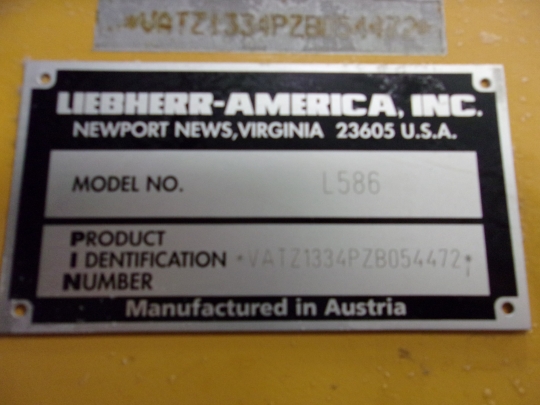 *VATZ1334PZB054472*
LIEBHERR-AMERICA, INC.
NEWPORT NEWS, VIRGINIA 23605 U.S.A.
MODEL NO. L586
PRODUCT
IDENTIFICATION *VATZ1334PZB054472*
NUMBER
Manufactured in Austria